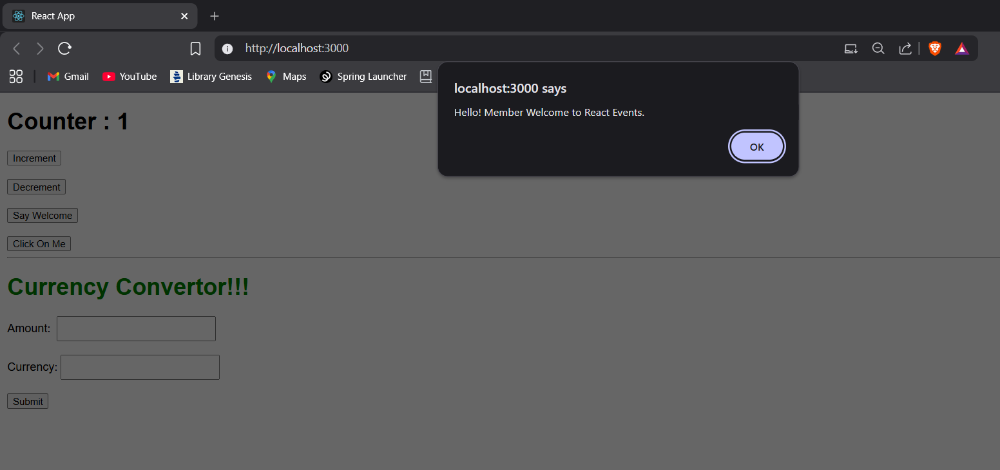 React App
http://localhost:3000
Gmail YouTube Library Genesis Maps Spring Launcher
localhost:3000 says
Hello! Member Welcome to React Events.
OK
Counter : 1
Increment
Decrement
Say Welcome
Click On Me
Currency Convertor!!!
Amount:
Currency:
Submit